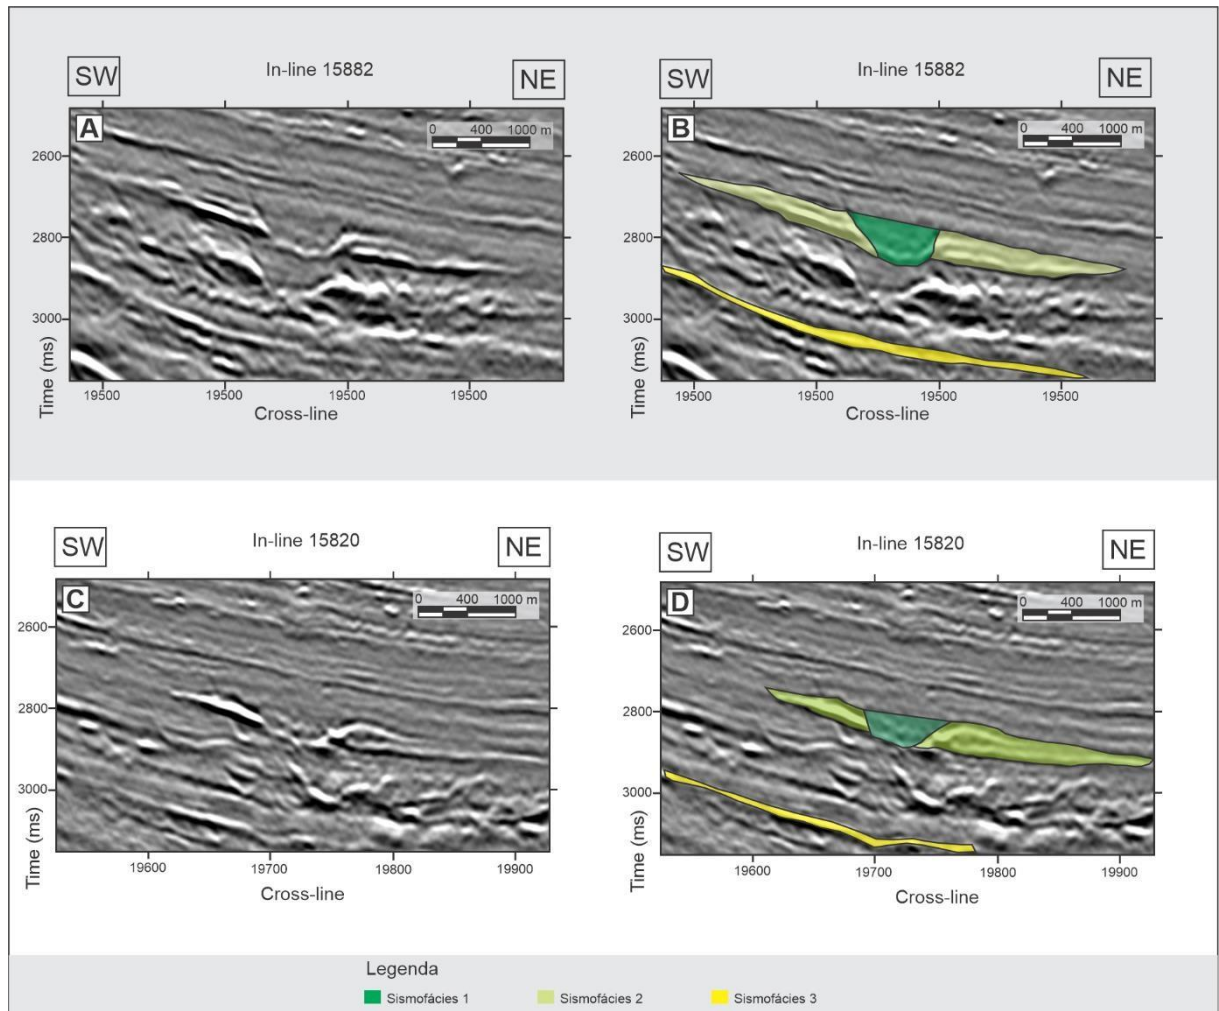 SW In-line 15882 NE
A
0 400 1000 m
2600
2800
3000
Time (ms)
19500 19500 19500 19500
Cross-line
SW In-line 15882 NE
B
0 400 1000 m
2600
2800
3000
Time (ms)
19500 19500 19500 19500
Cross-line
SW In-line 15820 NE
C
0 400 1000 m
2600
2800
3000
Time (ms)
19600 19700 19800 19900
Cross-line
SW In-line 15820 NE
D
0 400 1000 m
2600
2800
3000
Time (ms)
19600 19700 19800 19900
Cross-line
Legenda
Sismofácies 1 Sismofácies 2 Sismofácies 3